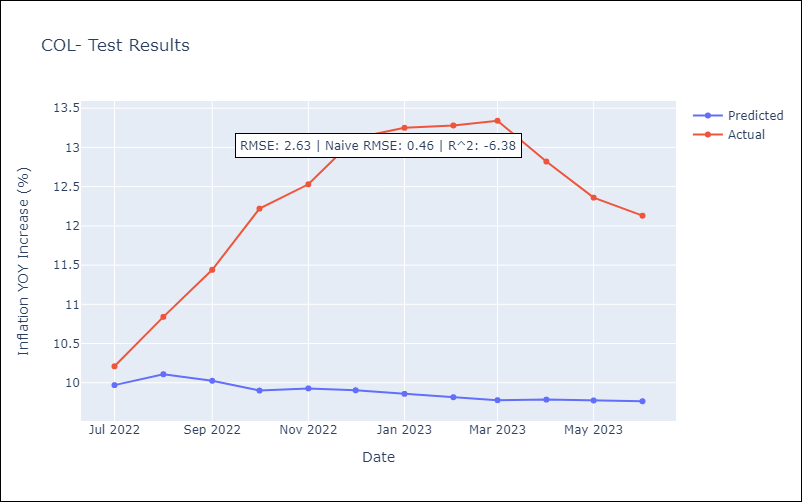 COL- Test Results
Predicted
Actual
RMSE: 2.63 | Naive RMSE: 0.46 | R^2: -6.38
13.5
13
12.5
12
11.5
11
10.5
10
Inflation YOY Increase (%)
Jul 2022 Sep 2022 Nov 2022 Jan 2023 Mar 2023 May 2023
Date